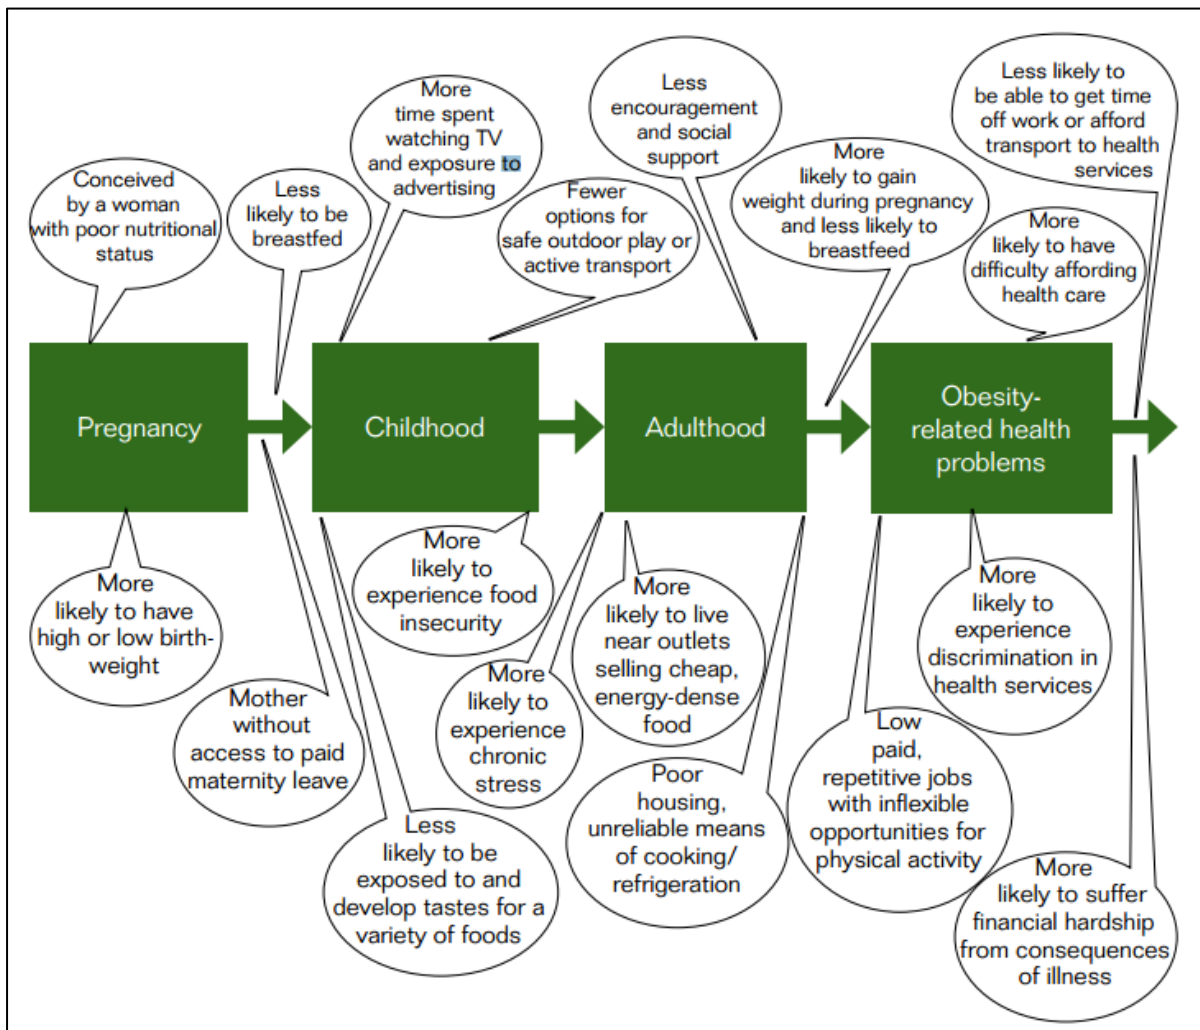 More
time spent
watching TV
and exposure to
advertising
Less
encouragement
and social
support
Less likely to
be able to get time
off work or afford
transport to health
services
Conceived
by a woman
with poor nutritional
status
Less
likely to be
breastfed
Fewer
options for
safe outdoor play or
active transport
More
likely to gain
weight during pregnancy
and less likely to
breastfeed
More
likely to have
difficulty affording
health care
Pregnancy
Childhood
Adulthood
Obesity-
related health
problems
More
likely to have
high or low birth-
weight
Mother
without
access to paid
maternity leave
More
likely to
experience food
insecurity
More
likely to
experience
chronic
stress
More
likely to live
near outlets
selling cheap,
energy-dense
food
More
likely to
experience
discrimination in
health services
Less
likely to be
exposed to and
develop tastes for a
variety of foods
Poor
housing,
unreliable means
of cooking/
refrigeration
Low
paid,
repetitive jobs
with inflexible
opportunities for
physical activity
More
likely to suffer
financial hardship
from consequences
of illness